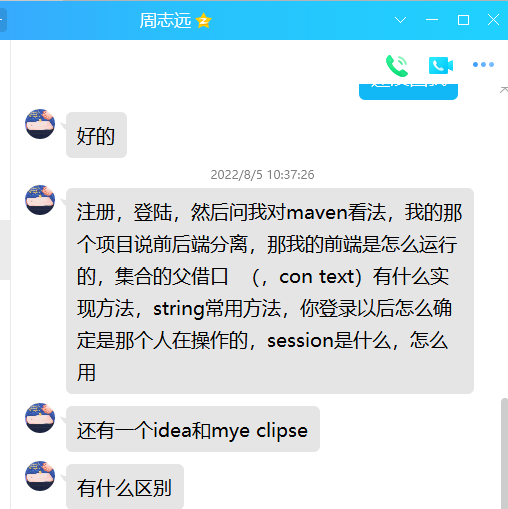 周志远
好的
2022/8/5 10:37:26
注册，登陆，然后问我对maven看法，我的那
个项目说前后端分离，那我的前端是怎么运行
的，集合的父借口 （，con text）有什么实
现方法，string常用方法，你登录以后怎么确
定是那个人在操作的，session是什么，怎么
用
还有一个idea和mye clipse
有什么区别